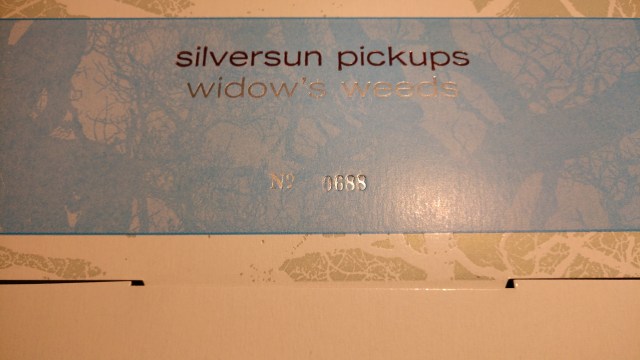 silversun pickups
widow's weeds
Nº 0688